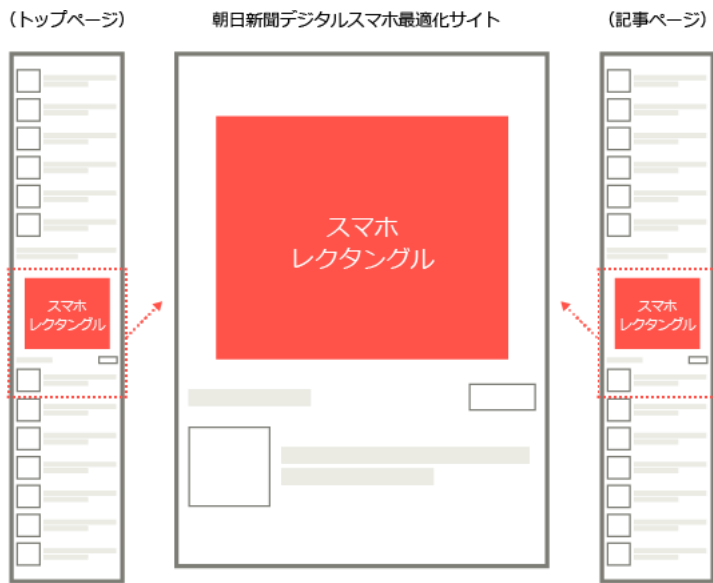 （トップページ）
朝日新聞デジタルスマホ最適化サイト
（記事ページ）
スマホ
レクタングル
スマホ
レクタングル
スマホ
レクタングル